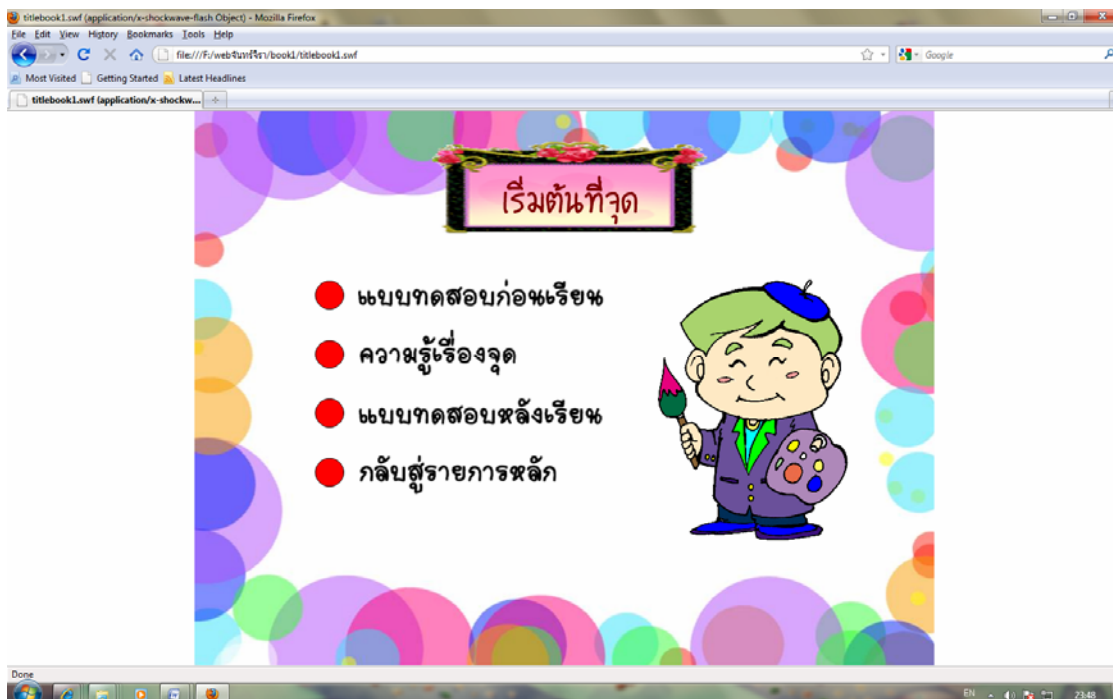 titlebook1.swf (application/x-shockwave-flash Object) - Mozilla Firefox
File Edit View History Bookmarks Tools Help
file:///F:/webจันทร์จิรา/book1/titlebook1.swf
Google
Most Visited Getting Started Latest Headlines
titlebook1.swf (application/x-shockw...
เริ่มต้นที่จุด
แบบทดสอบก่อนเรียน
ความรู้เรื่องจุด
แบบทดสอบหลังเรียน
กลับสู่รายการหลัก
Done
EN 23:48